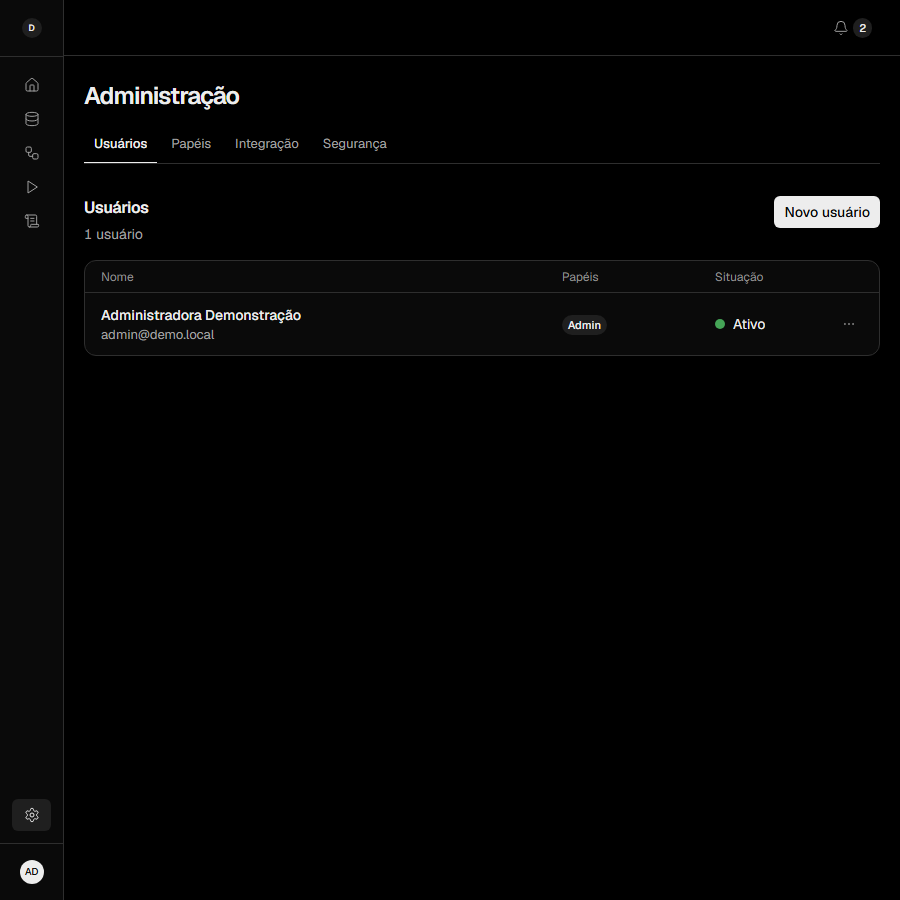 D
2
Administração
Usuários Papéis Integração Segurança
Usuários
Novo usuário
1 usuário
Nome Papéis Situação
Administradora Demonstração
admin@demo.local
Admin
Ativo
AD